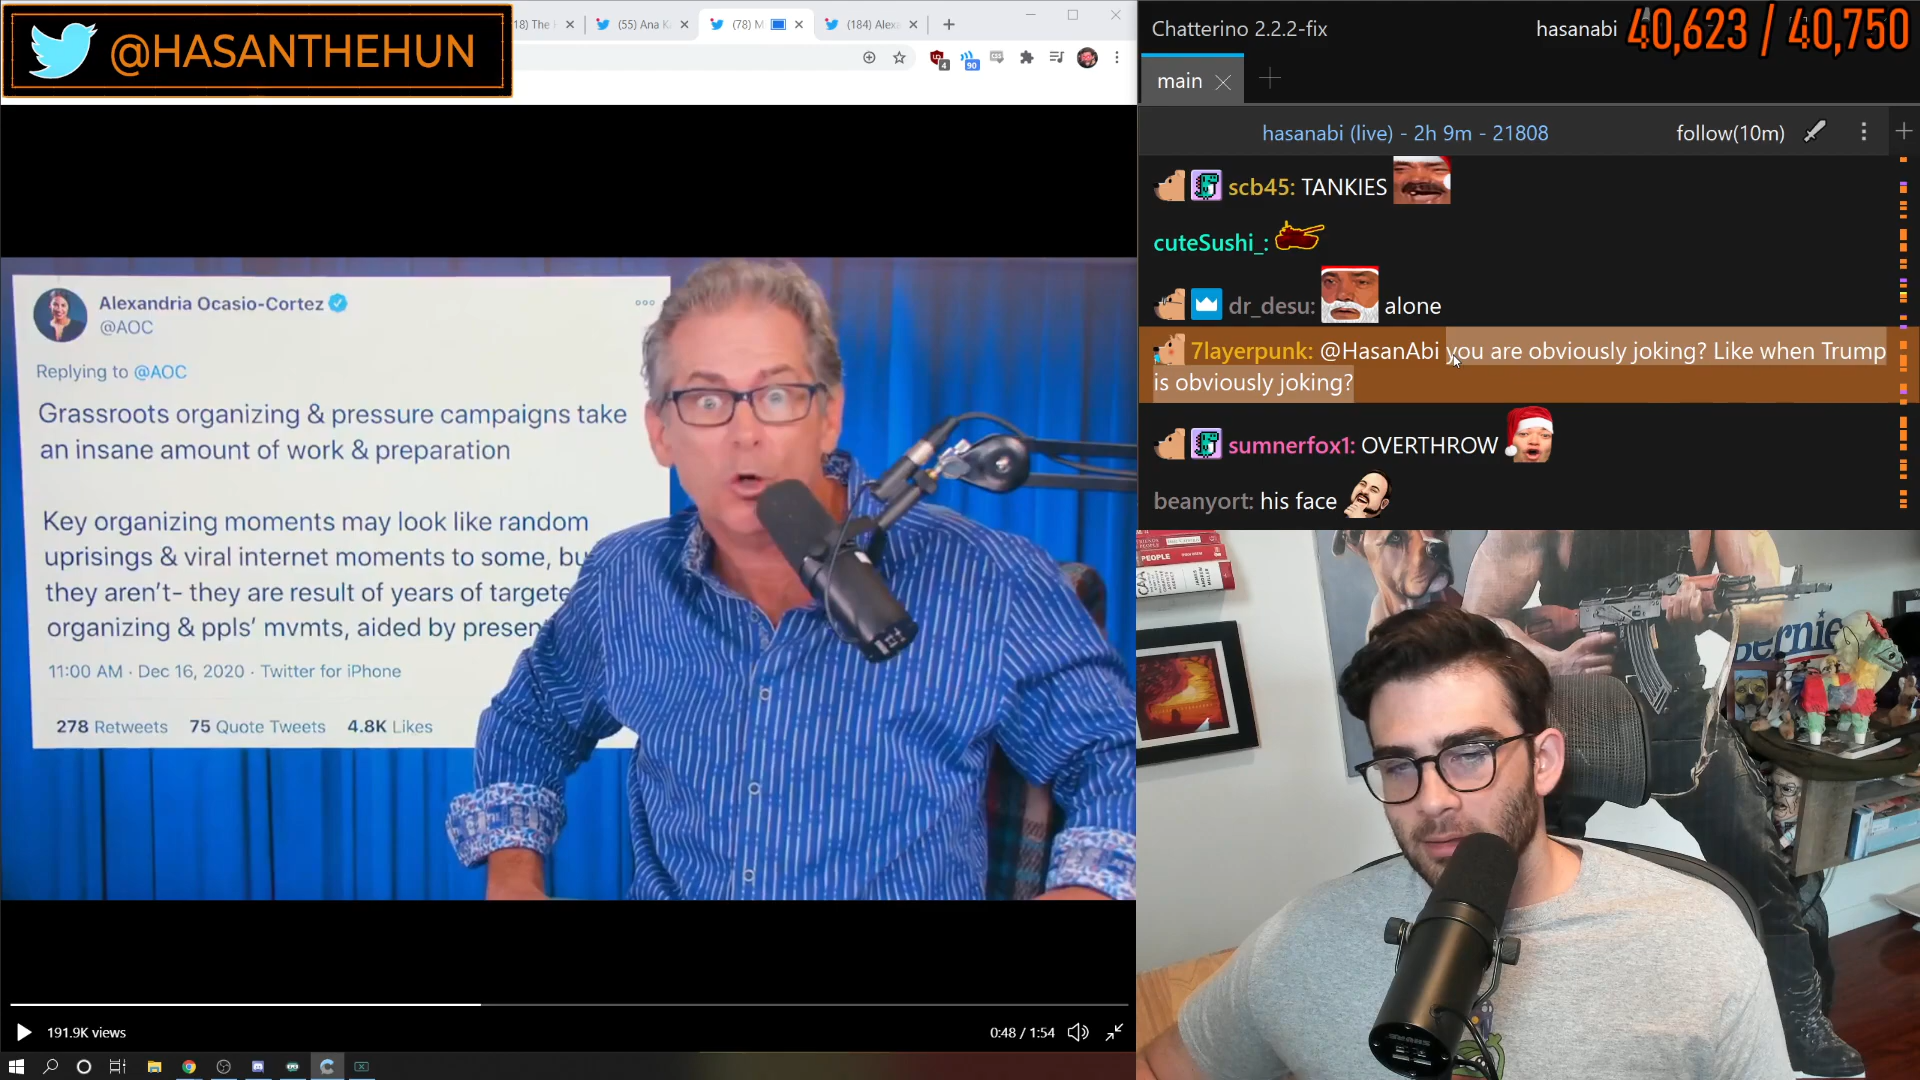 @HASANTHEHUN
18) The
(55) Ana K
(78) M
(184) Alexa
4
90
Alexandria Ocasio-Cortez
@AOC
Replying to @AOC
Grassroots organizing & pressure campaigns take
an insane amount of work & preparation
Key organizing moments may look like random
uprisings & viral internet moments to some, bu
they aren't- they are result of years of targete
organizing & ppls' mvmts, aided by presen
11:00 AM · Dec 16, 2020 · Twitter for iPhone
278 Retweets 75 Quote Tweets 4.8K Likes
191.9K views
0:48 / 1:54
Chatterino 2.2.2-fix
hasanabi
40,623 / 40,750
main
hasanabi (live) - 2h 9m - 21808
follow(10m)
scb45: TANKIES
cuteSushi_:
dr_desu: alone
7layerpunk: @HasanAbi you are obviously joking? Like when Trump
is obviously joking?
sumnerfox1: OVERTHROW
beanyort: his face
PEOPLE
Bernie